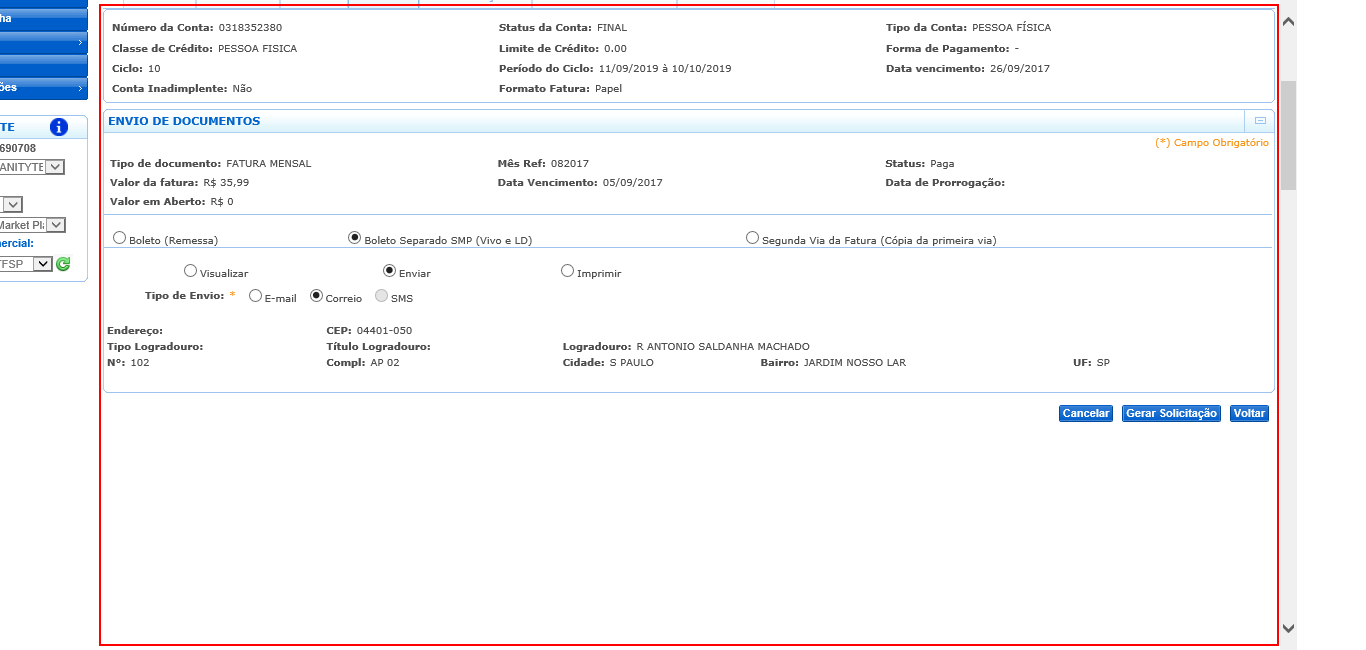 ha
ões
TE
690708
ANITYTE
Market Pl
ercial:
FSP
Número da Conta: 0318352380 Status da Conta: FINAL Tipo da Conta: PESSOA FÍSICA
Classe de Crédito: PESSOA FISICA Limite de Crédito: 0.00 Forma de Pagamento: -
Ciclo: 10 Período do Ciclo: 11/09/2019 à 10/10/2019 Data vencimento: 26/09/2017
Conta Inadimplente: Não Formato Fatura: Papel
ENVIO DE DOCUMENTOS
(*) Campo Obrigatório
Tipo de documento: FATURA MENSAL Mês Ref: 082017 Status: Paga
Valor da fatura: R$ 35,99 Data Vencimento: 05/09/2017 Data de Prorrogação:
Valor em Aberto: R$ 0
Boleto (Remessa) Boleto Separado SMP (Vivo e LD) Segunda Via da Fatura (Cópia da primeira via)
Visualizar Enviar Imprimir
Tipo de Envio: * E-mail Correio SMS
Endereço: CEP: 04401-050
Tipo Logradouro: Título Logradouro: Logradouro: R ANTONIO SALDANHA MACHADO
Nº: 102 Compl: AP 02 Cidade: S PAULO Bairro: JARDIM NOSSO LAR UF: SP
Cancelar Gerar Solicitação Voltar